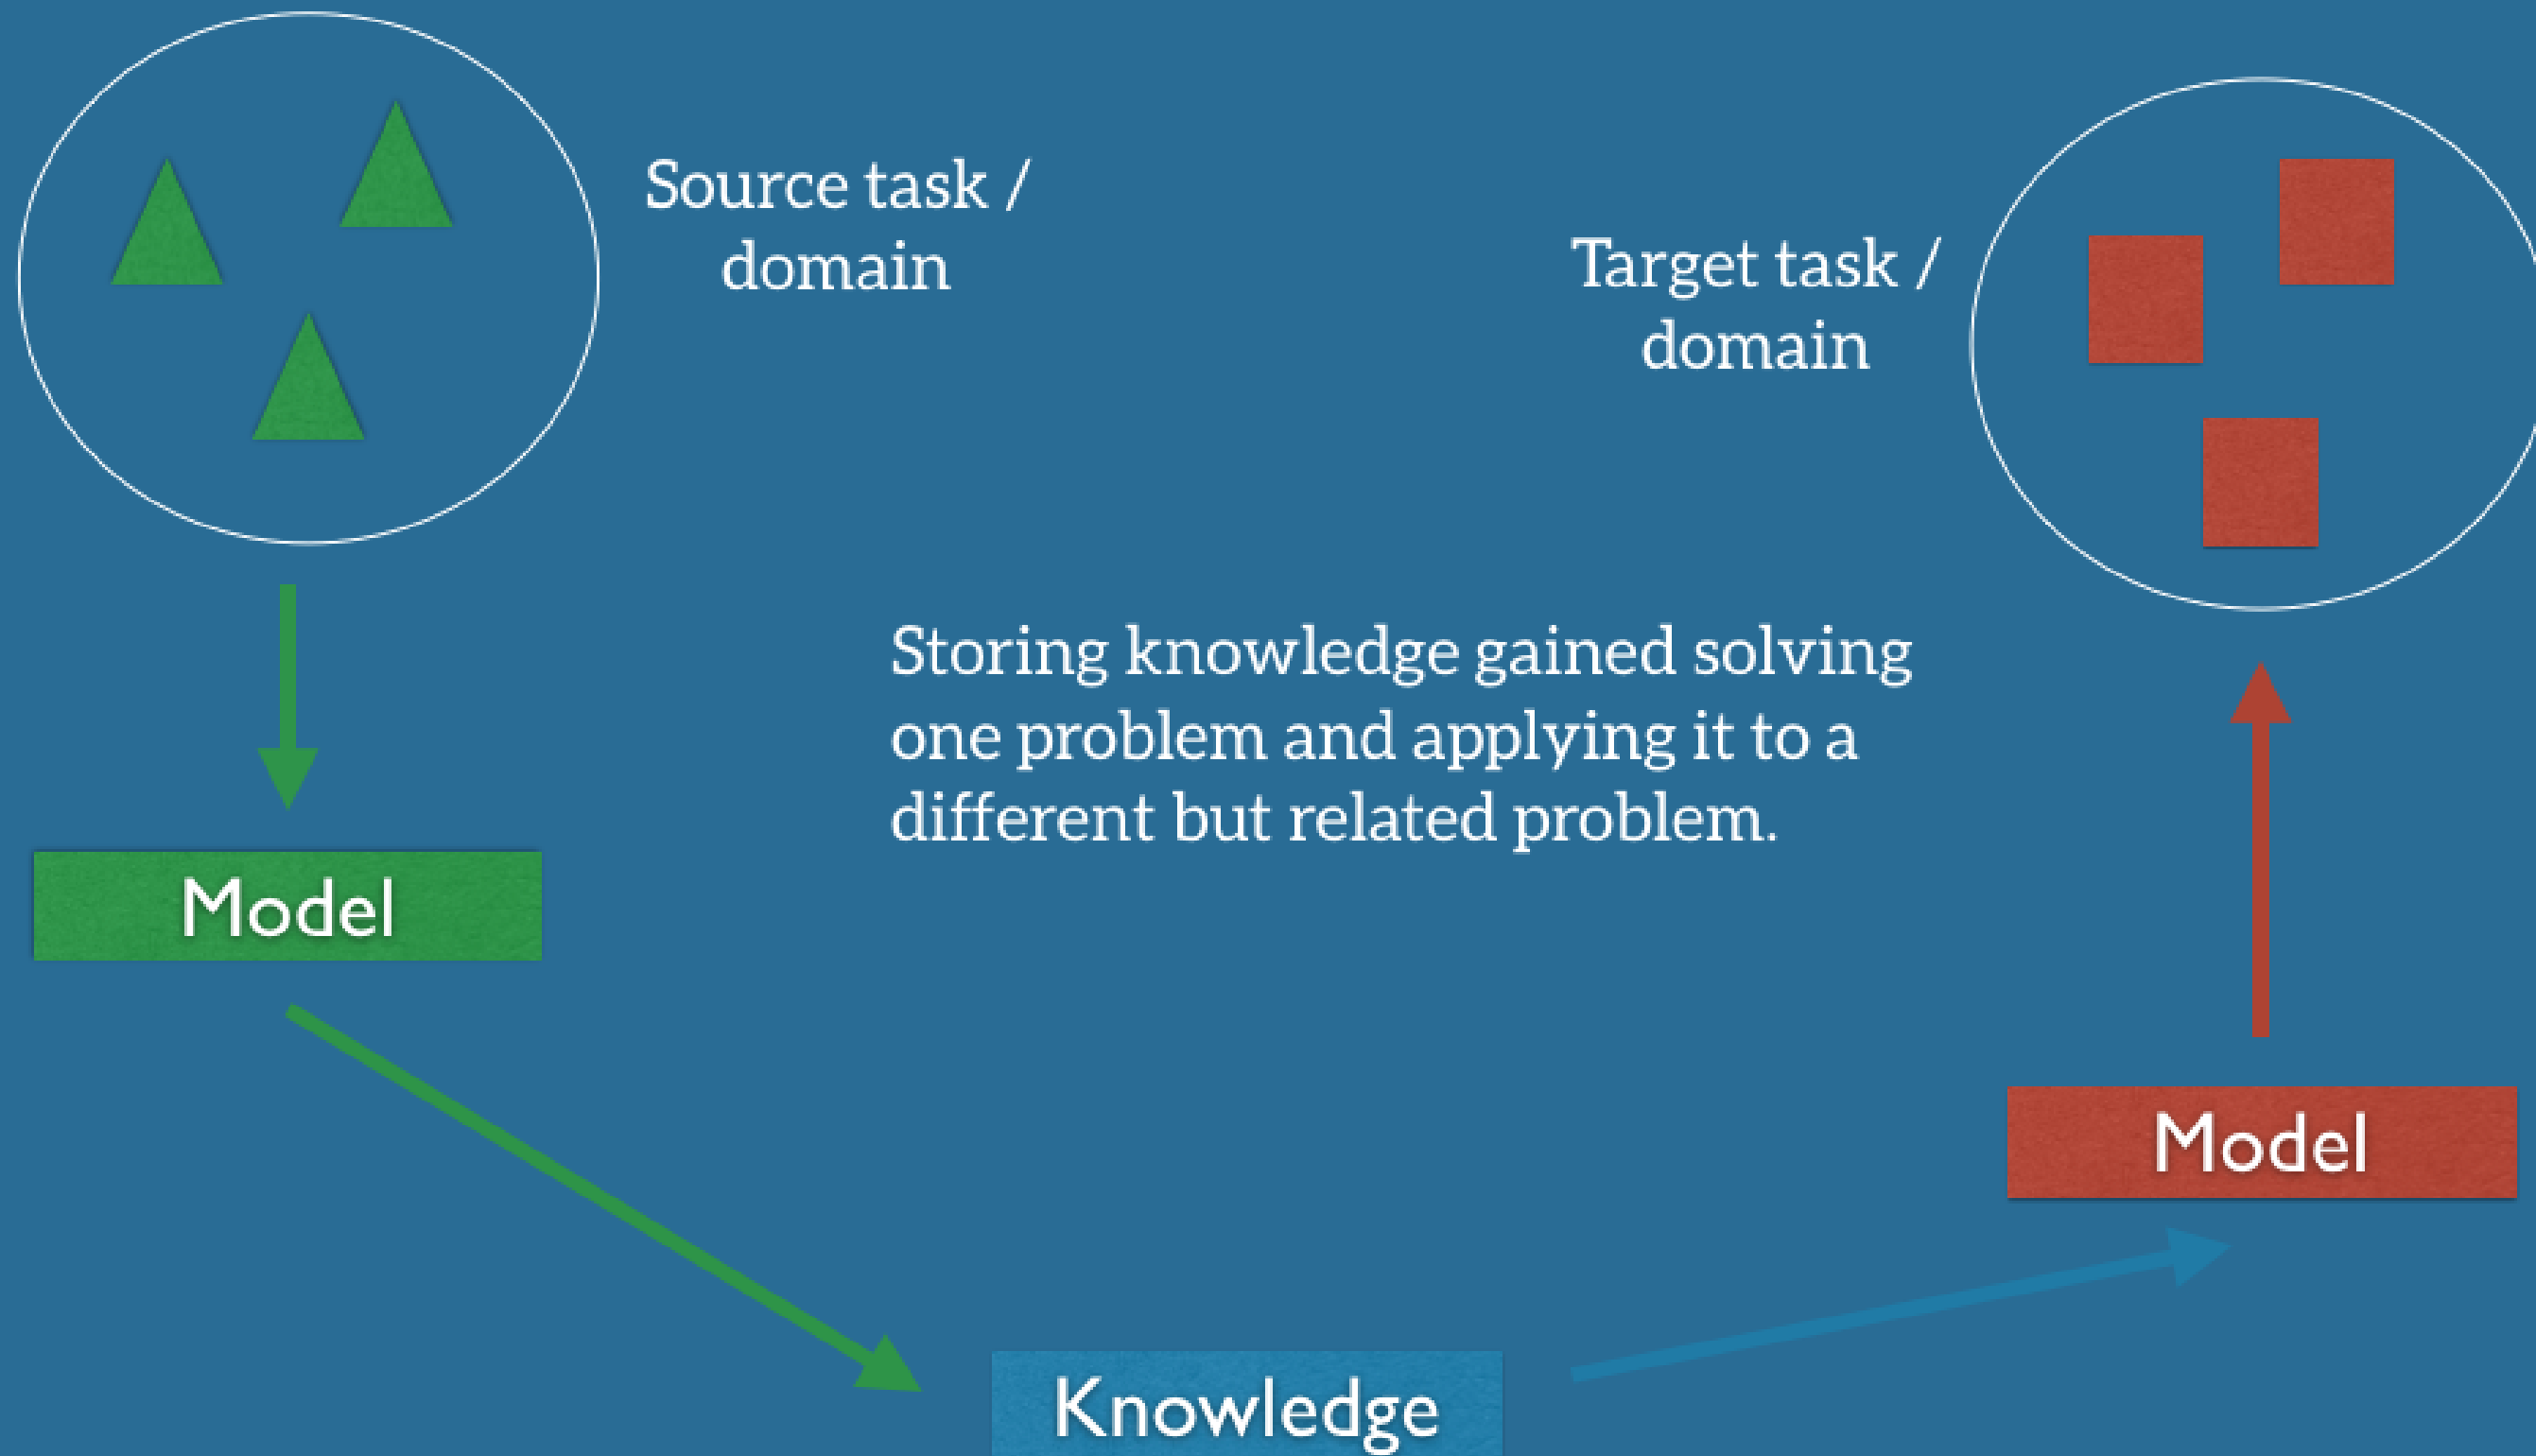 Source task /
domain
Target task /
domain
Storing knowledge gained solving
one problem and applying it to a
different but related problem.
Model
Model
Knowledge